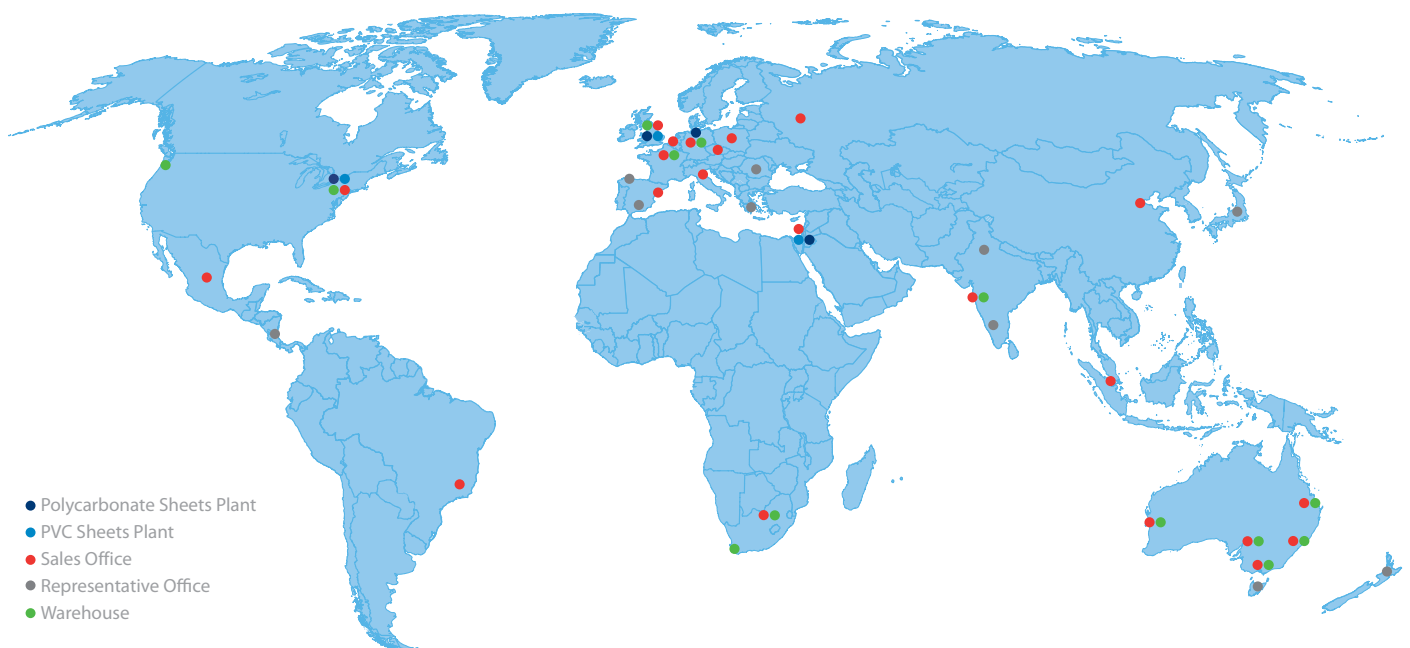 Polycarbonate Sheets Plant
PVC Sheets Plant
Sales Office
Representative Office
Warehouse